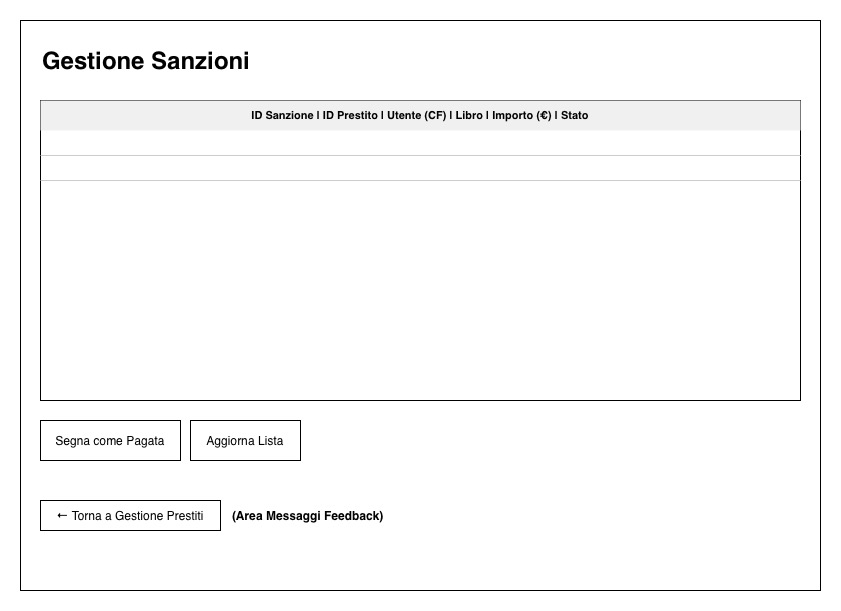 Gestione Sanzioni
ID Sanzione | ID Prestito | Utente (CF) | Libro | Importo (€) | Stato
Segna come Pagata
Aggiorna Lista
← Torna a Gestione Prestiti
(Area Messaggi Feedback)